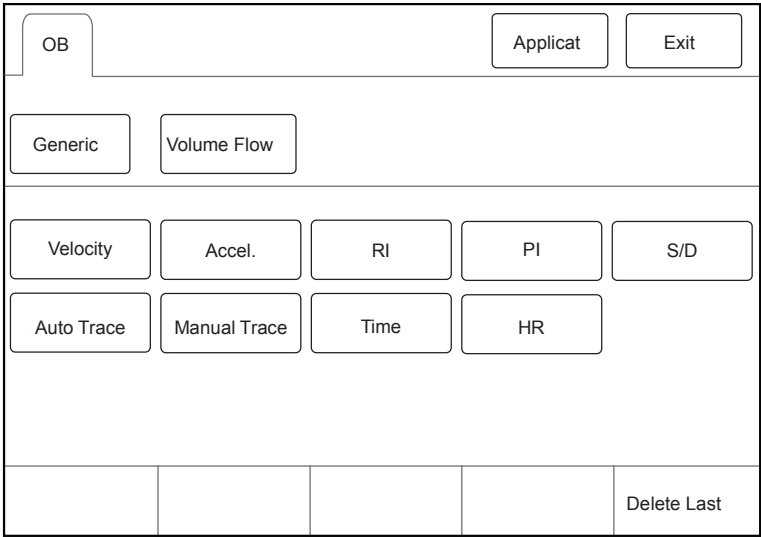 OB
Applicat
Exit
Generic
Volume Flow
Velocity
Accel.
RI
PI
S/D
Auto Trace
Manual Trace
Time
HR
Delete Last